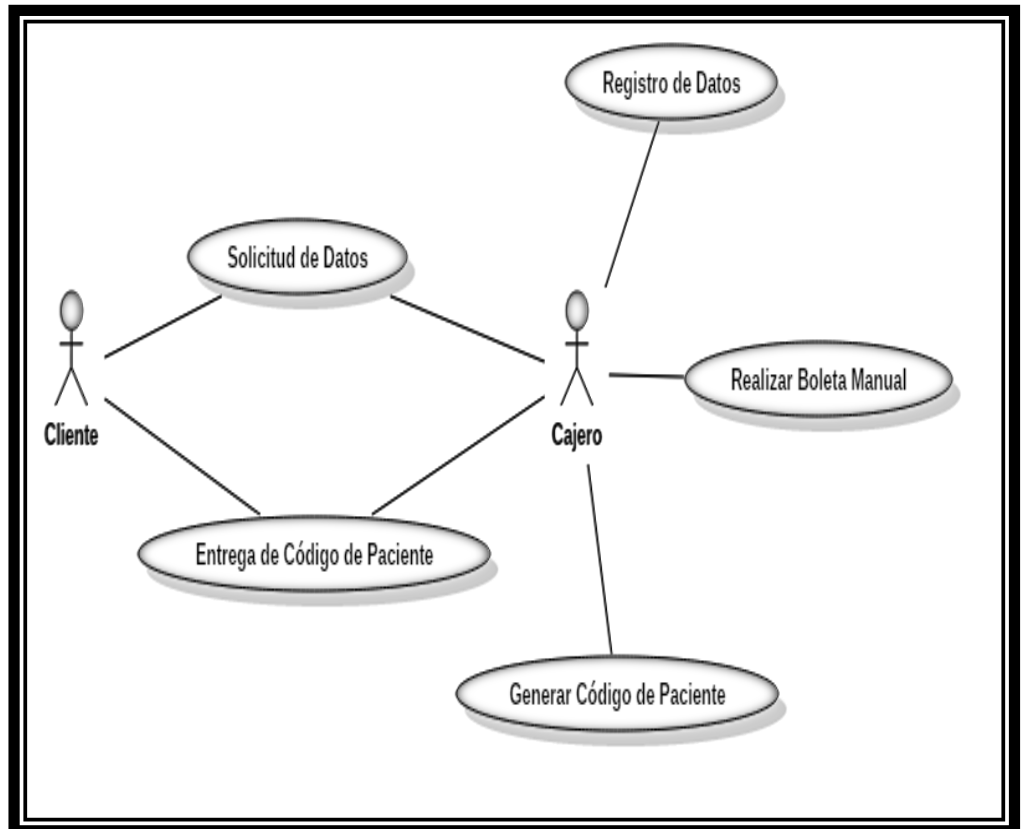 Registro de Datos
Solicitud de Datos
Realizar Boleta Manual
Cliente
Cajero
Entrega de Código de Paciente
Generar Código de Paciente